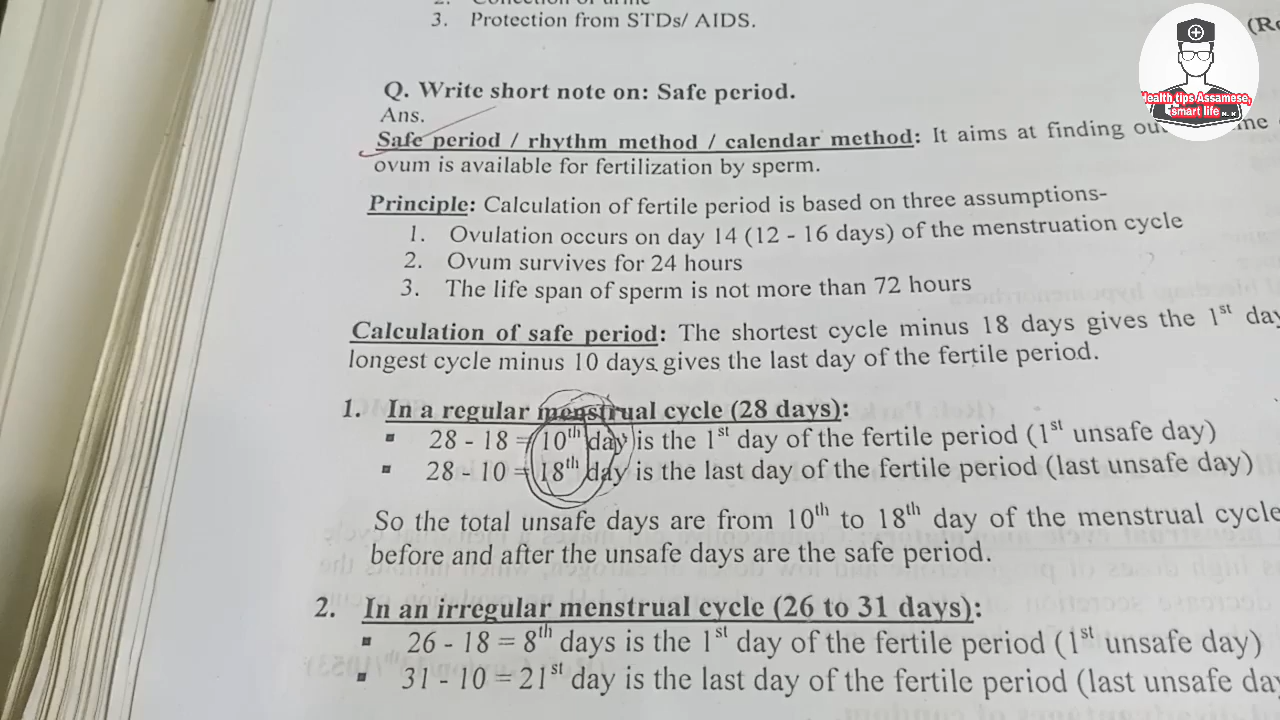 3. Protection from STDs/ AIDS.
Q. Write short note on: Safe period.
Ans.
Safe period / rhythm method / calendar method: It aims at finding
ovum is available for fertilization by sperm.
Principle: Calculation of fertile period is based on three assumptions-
1. Ovulation occurs on day 14 (12 - 16 days) of the menstruation cycle
2. Ovum survives for 24 hours
3. The life span of sperm is not more than 72 hours
Calculation of safe period: The shortest cycle minus 18 days gives the 1st day
longest cycle minus 10 days gives the last day of the fertile period.
1. In a regular menstrual cycle (28 days):
▪ 28 - 18 = 10th day is the 1st day of the fertile period (1st unsafe day)
▪ 28 - 10 = 18th day is the last day of the fertile period (last unsafe day)
So the total unsafe days are from 10th to 18th day of the menstrual cycle
before and after the unsafe days are the safe period.
2. In an irregular menstrual cycle (26 to 31 days):
▪ 26 - 18 = 8th days is the 1st day of the fertile period (1st unsafe day)
▪ 31 - 10 = 21st day is the last day of the fertile period (last unsafe day
Health tips Assamese,
smart life